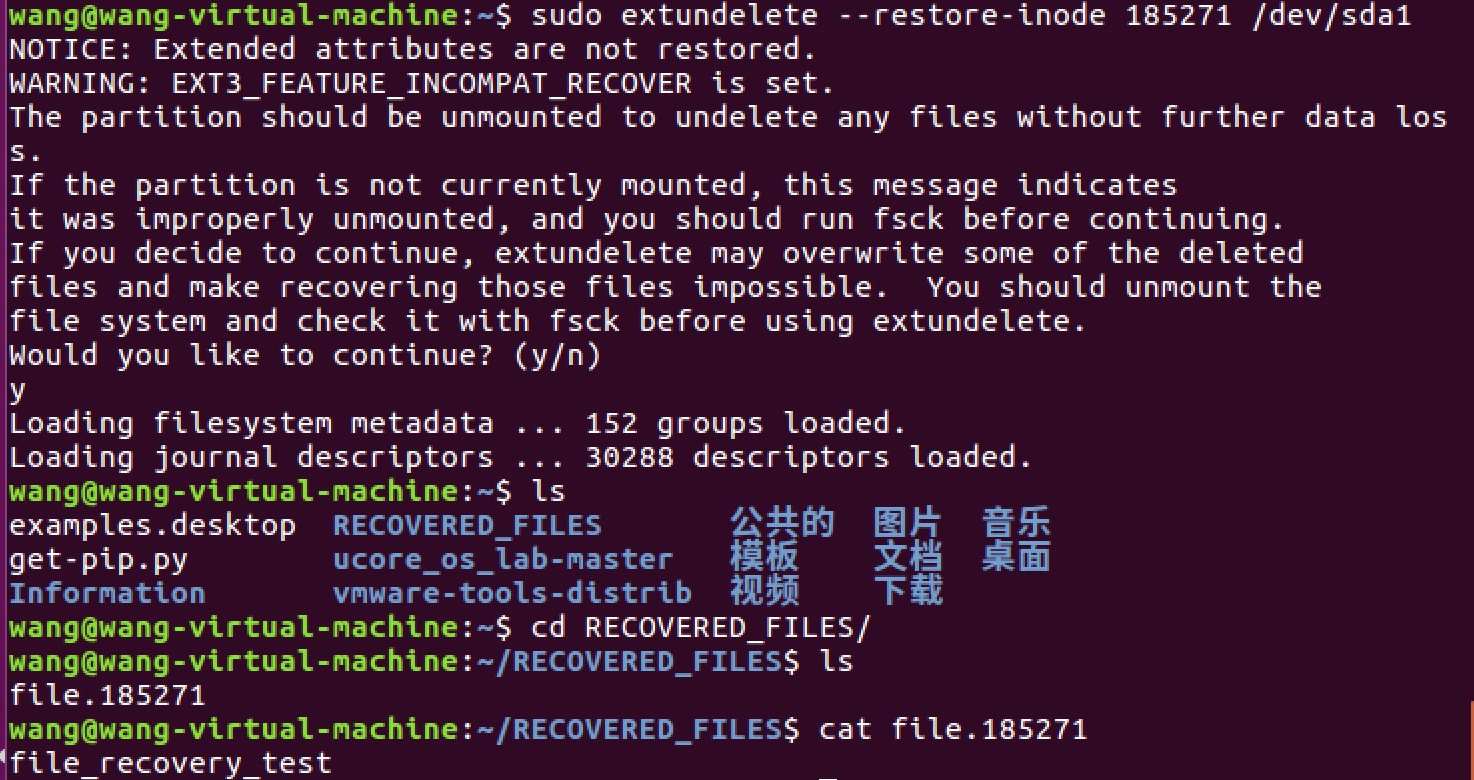 wang@wang-virtual-machine:~$ sudo extundelete --restore-inode 185271 /dev/sda1
NOTICE: Extended attributes are not restored.
WARNING: EXT3_FEATURE_INCOMPAT_RECOVER is set.
The partition should be unmounted to undelete any files without further data los
s.
If the partition is not currently mounted, this message indicates
it was improperly unmounted, and you should run fsck before continuing.
If you decide to continue, extundelete may overwrite some of the deleted
files and make recovering those files impossible.  You should unmount the
file system and check it with fsck before using extundelete.
Would you like to continue? (y/n)
y
Loading filesystem metadata ... 152 groups loaded.
Loading journal descriptors ... 30288 descriptors loaded.
wang@wang-virtual-machine:~$ ls
examples.desktop  RECOVERED_FILES       公共的  图片  音乐
get-pip.py        ucore_os_lab-master   模板    文档  桌面
Information       vmware-tools-distrib  视频    下载
wang@wang-virtual-machine:~$ cd RECOVERED_FILES/
wang@wang-virtual-machine:~/RECOVERED_FILES$ ls
file.185271
wang@wang-virtual-machine:~/RECOVERED_FILES$ cat file.185271
file_recovery_test